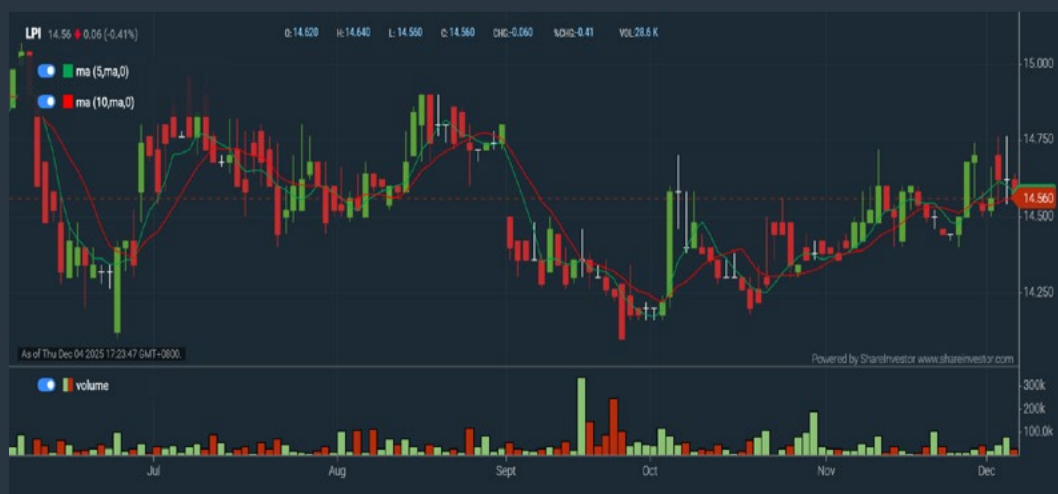 LPI 14.56 0.06 (-0.41%) O: 14.620 H: 14.640 L: 14.560 C: 14.560 CHG:-0.060 %CHG:-0.41 VOL:28.6 K
ma (5,ma,0)
ma (10,ma,0)
15.000
14.750
14.560
14.500
14.250
As of Thu Dec 04 2025 17:23:47 GMT+0800.
Powered by ShareInvestor www.shareinvestor.com
volume
300k
200k
100.0k
Jul Aug Sept Oct Nov Dec